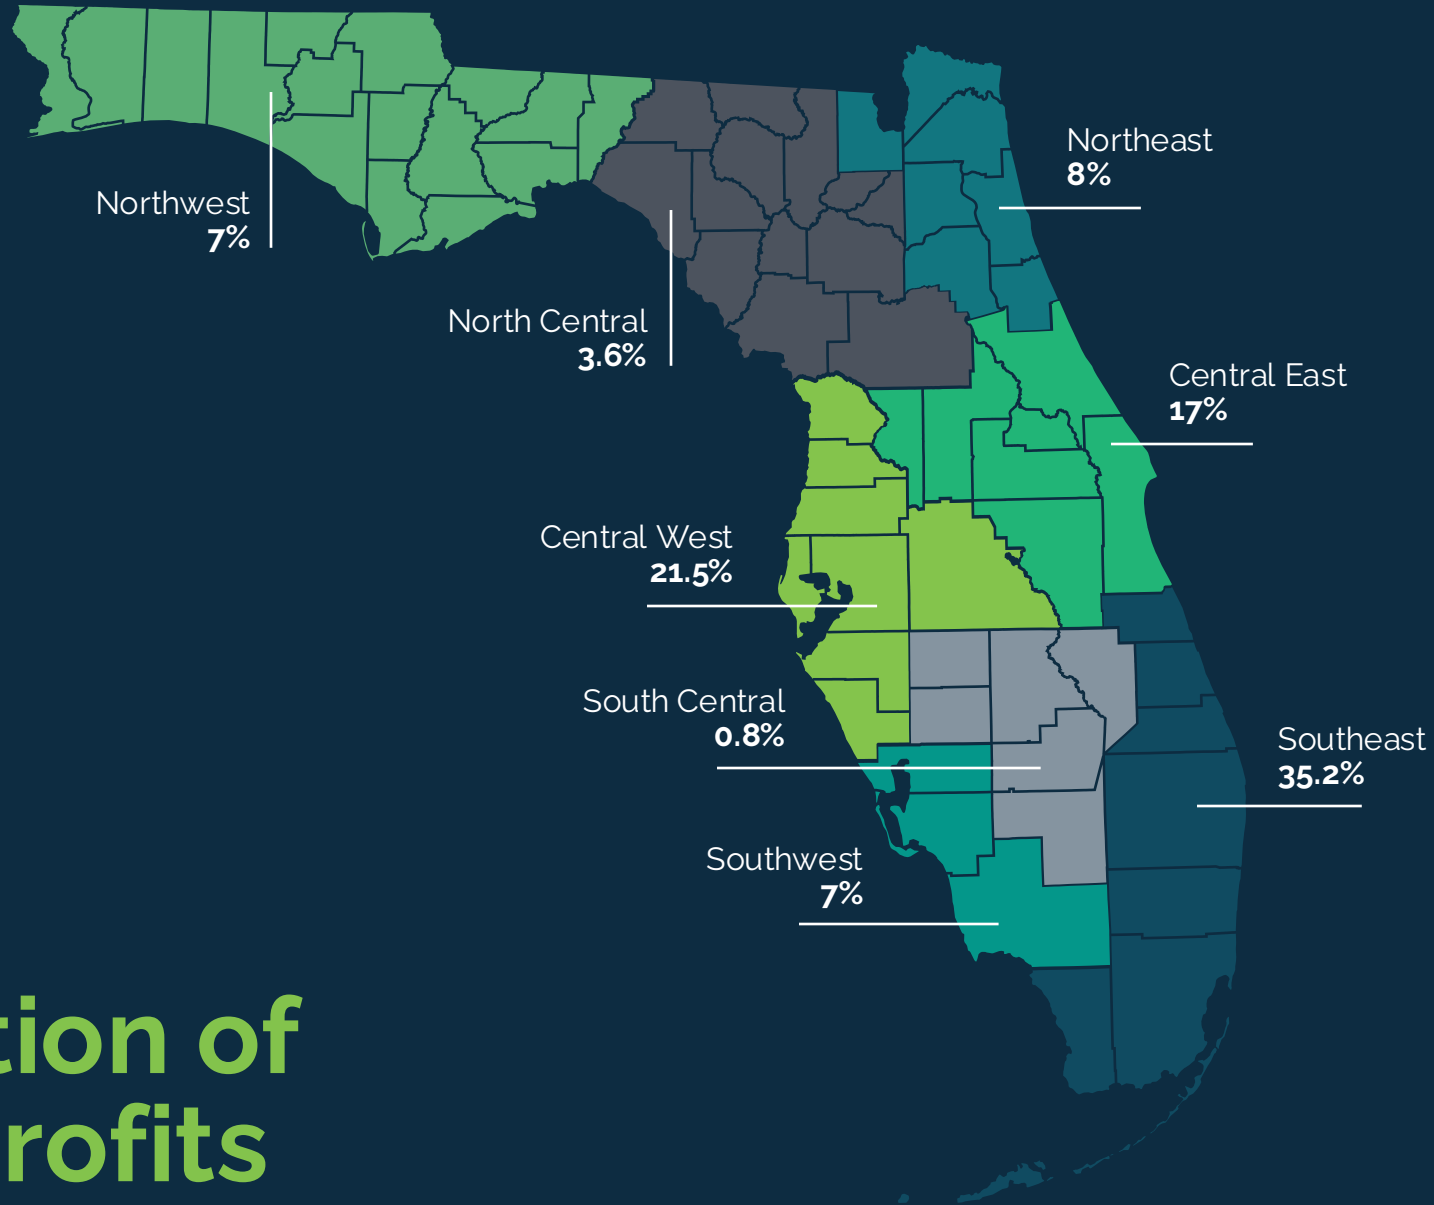 Northeast
8%
Northwest
7%
North Central
3.6%
Central East
17%
Central West
21.5%
South Central
0.8%
Southeast
35.2%
Southwest
7%
tion of
rofits